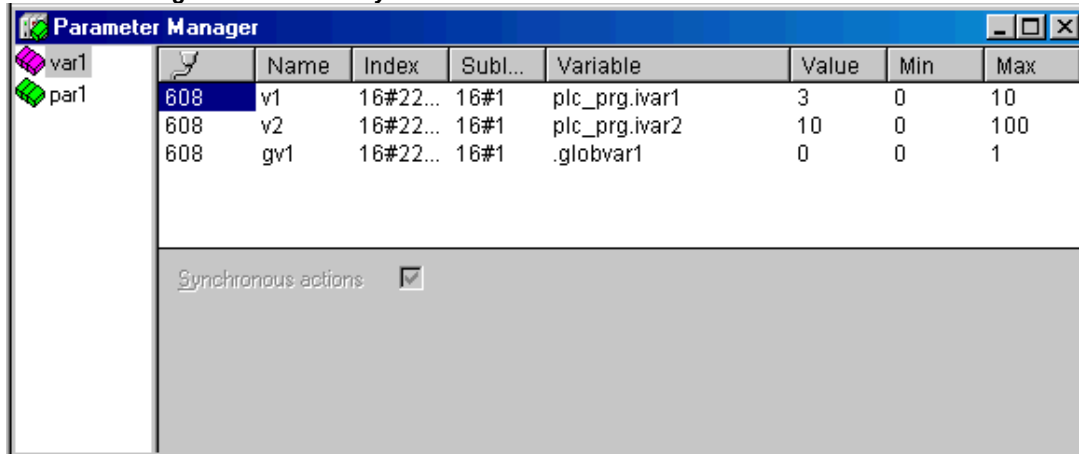 Parameter Manager
var1
par1
Name Index SubI... Variable Value Min Max
608 v1 16#22... 16#1 plc_prg.ivar1 3 0 10
608 v2 16#22... 16#1 plc_prg.ivar2 10 0 100
608 gv1 16#22... 16#1 .globvar1 0 0 1
Synchronous actions